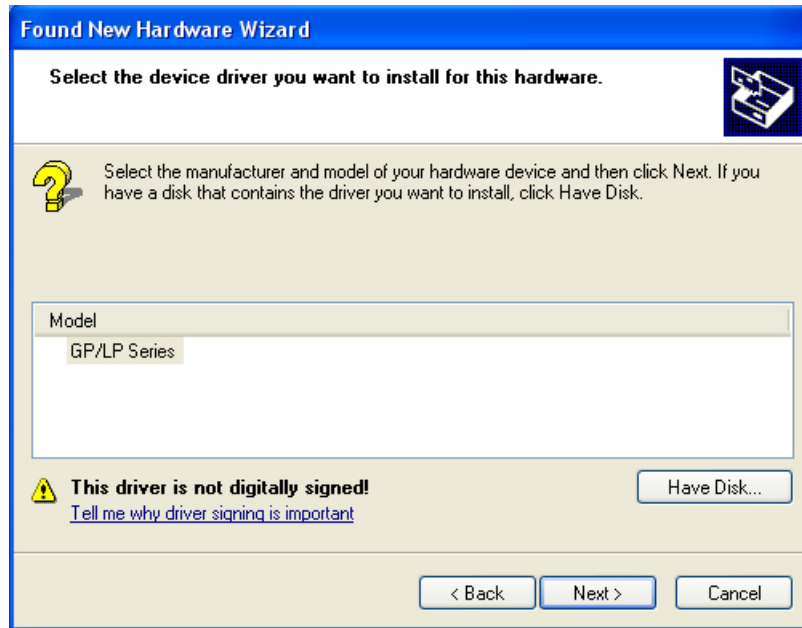 Found New Hardware Wizard
Select the device driver you want to install for this hardware.
Select the manufacturer and model of your hardware device and then click Next. If you
have a disk that contains the driver you want to install, click Have Disk.
Model
GP/LP Series
This driver is not digitally signed!
Have Disk...
Tell me why driver signing is important
< Back
Next >
Cancel